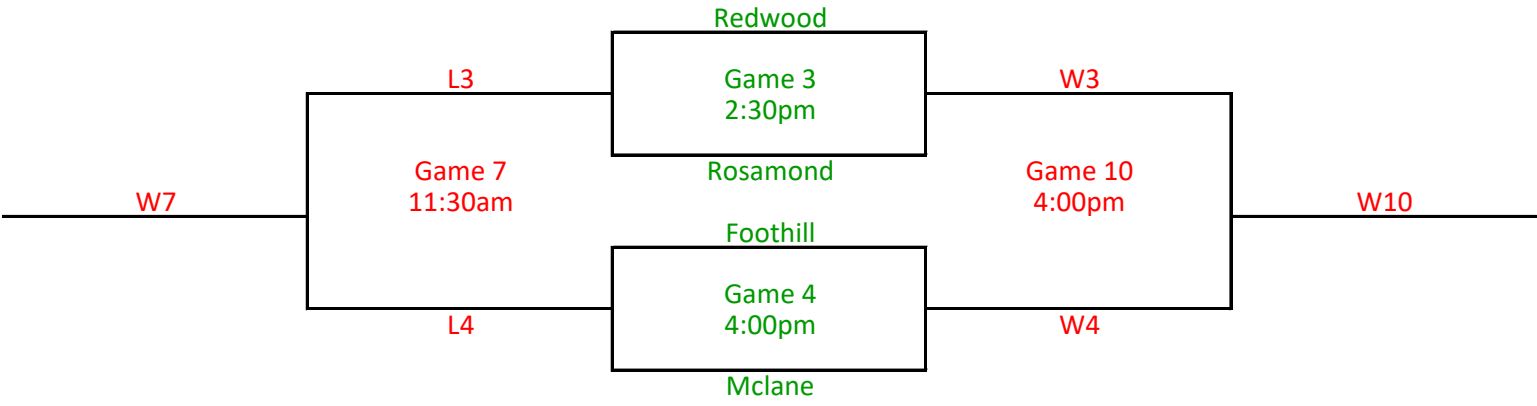 Redwood
L3
Game 3
2:30pm
W3
Rosamond
Game 7
11:30am
Game 10
4:00pm
W7
W10
Foothill
Game 4
4:00pm
L4
W4
Mclane